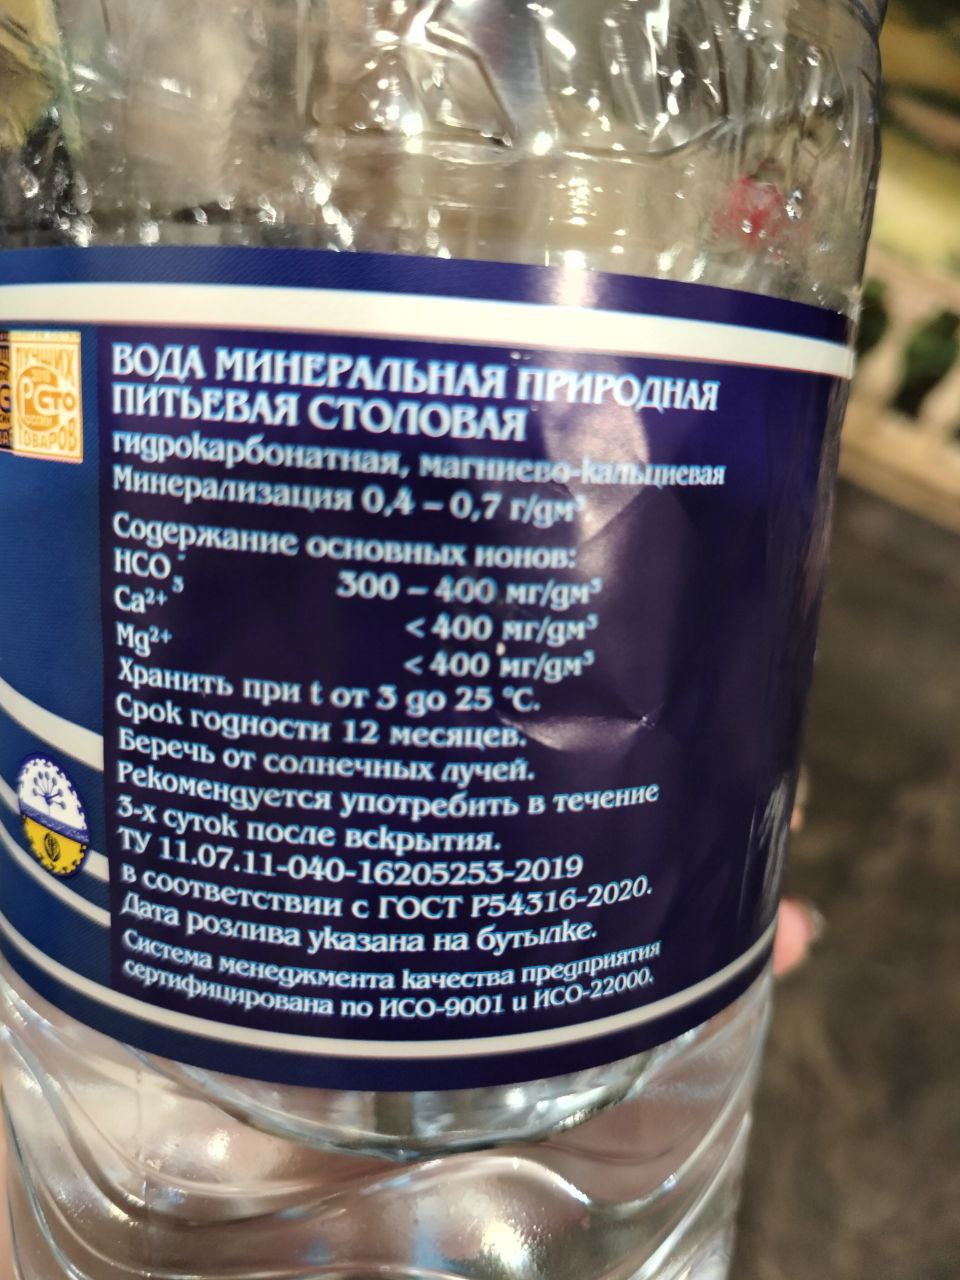 ЛУЧШИХ
РСТО
ТОВАРОВ
ВОДА МИНЕРАЛЬНАЯ ПРИРОДНАЯ
ПИТЬЕВАЯ СТОЛОВАЯ
гидрокарбонатная, магниево-кальциевая
Минерализация 0,4 – 0,7 г/дм³
Содержание основных ионов:
HCO₃⁻ 300 – 400 мг/дм³
Ca²⁺ < 400 мг/дм³
Mg²⁺ < 400 мг/дм³
Хранить при t от 3 до 25 °С.
Срок годности 12 месяцев.
Беречь от солнечных лучей.
Рекомендуется употребить в течение
3-х суток после вскрытия.
ТУ 11.07.11-040-16205253-2019
в соответствии с ГОСТ Р54316-2020.
Дата розлива указана на бутылке.
Система менеджмента качества предприятия
сертифицирована по ИСО-9001 и ИСО-22000.